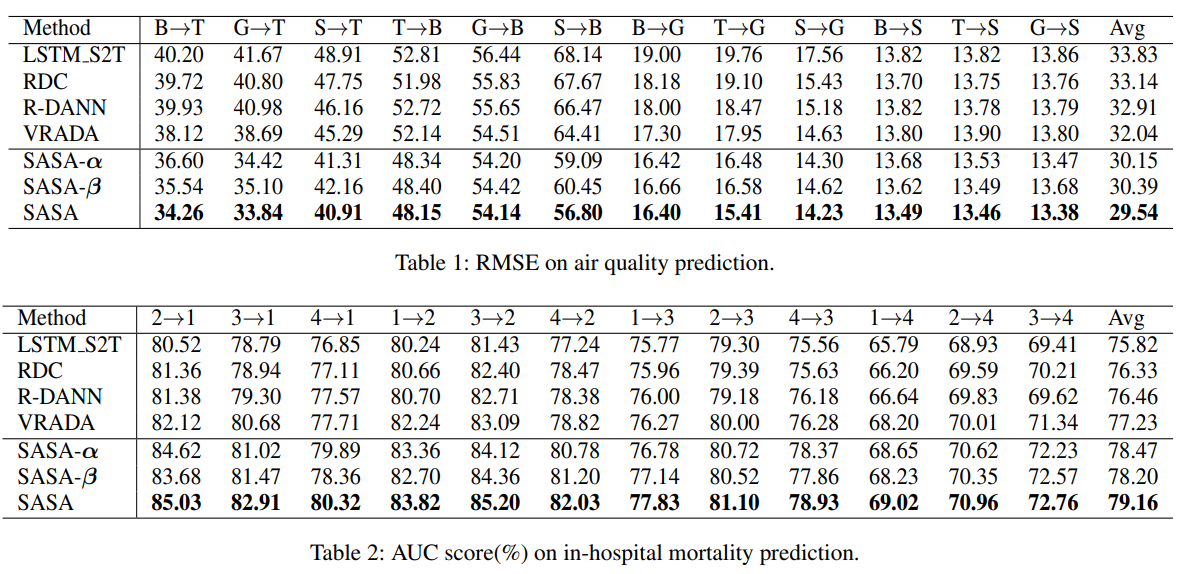 Method B→T G→T S→T T→B G→B S→B B→G T→G S→G B→S T→S G→S Avg
LSTM_S2T 40.20 41.67 48.91 52.81 56.44 68.14 19.00 19.76 17.56 13.82 13.82 13.86 33.83
RDC 39.72 40.80 47.75 51.98 55.83 67.67 18.18 19.10 15.43 13.70 13.75 13.76 33.14
R-DANN 39.93 40.98 46.16 52.72 55.65 66.47 18.00 18.47 15.18 13.82 13.78 13.79 32.91
VRADA 38.12 38.69 45.29 52.14 54.51 64.41 17.30 17.95 14.63 13.80 13.90 13.80 32.04
SASA-α 36.60 34.42 41.31 48.34 54.20 59.09 16.42 16.48 14.30 13.68 13.53 13.47 30.15
SASA-β 35.54 35.10 42.16 48.40 54.42 60.45 16.66 16.58 14.62 13.62 13.49 13.68 30.39
SASA 34.26 33.84 40.91 48.15 54.14 56.80 16.40 15.41 14.23 13.49 13.46 13.38 29.54
Table 1: RMSE on air quality prediction.
Method 2→1 3→1 4→1 1→2 3→2 4→2 1→3 2→3 4→3 1→4 2→4 3→4 Avg
LSTM_S2T 80.52 78.79 76.85 80.24 81.43 77.24 75.77 79.30 75.56 65.79 68.93 69.41 75.82
RDC 81.36 78.94 77.11 80.66 82.40 78.47 75.96 79.39 75.63 66.20 69.59 70.21 76.33
R-DANN 81.38 79.30 77.57 80.70 82.71 78.38 76.00 79.18 76.18 66.64 69.83 69.62 76.46
VRADA 82.12 80.68 77.71 82.24 83.09 78.82 76.27 80.00 76.28 68.20 70.01 71.34 77.23
SASA-α 84.62 81.02 79.89 83.36 84.12 80.78 76.78 80.72 78.37 68.65 70.62 72.23 78.47
SASA-β 83.68 81.47 78.36 82.70 84.36 81.20 77.14 80.52 77.86 68.23 70.35 72.57 78.20
SASA 85.03 82.91 80.32 83.82 85.20 82.03 77.83 81.10 78.93 69.02 70.96 72.76 79.16
Table 2: AUC score(%) on in-hospital mortality prediction.